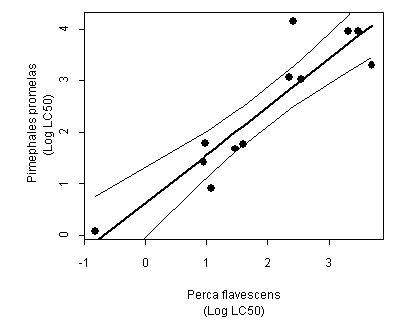 Pimephales promelas
(Log LC50)
4
3
2
1
0
-1 0 1 2 3
Perca flavescens
(Log LC50)